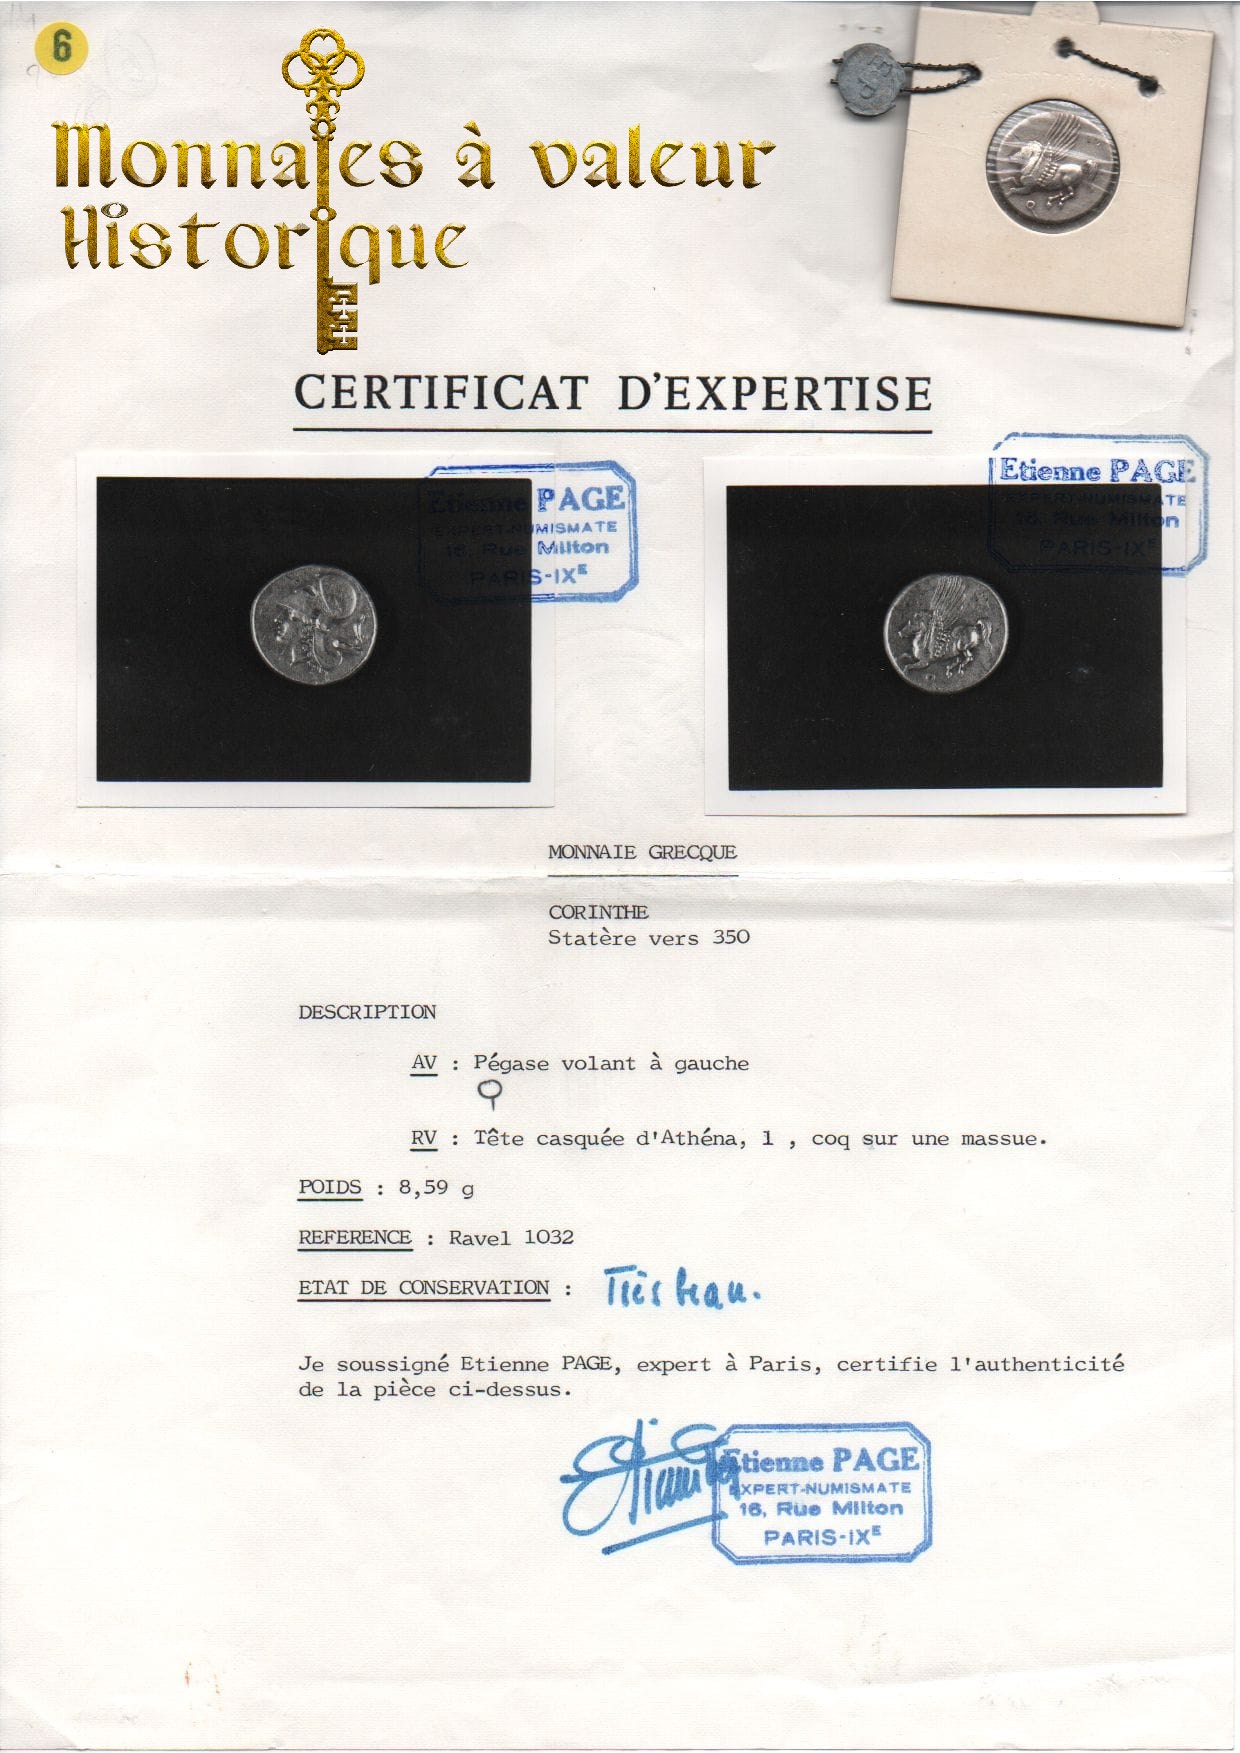 6
Monnaies à valeur
Historique
CERTIFICAT D'EXPERTISE
Etienne PAGE
EXPERT-NUMISMATE
16, Rue Milton
PARIS-IXE
Etienne PAGE
EXPERT-NUMISMATE
16, Rue Milton
PARIS-IXE
MONNAIE GRECQUE
CORINTHE
Statère vers 350
DESCRIPTION
AV : Pégase volant à gauche
Ϙ
RV : Tête casquée d'Athéna, 1 , coq sur une massue.
POIDS : 8,59 g
REFERENCE : Ravel 1032
ETAT DE CONSERVATION : Très beau.
Je soussigné Etienne PAGE, expert à Paris, certifie l'authenticité
de la pièce ci-dessus.
Etienne PAGE
EXPERT-NUMISMATE
16, Rue Milton
PARIS-IXE